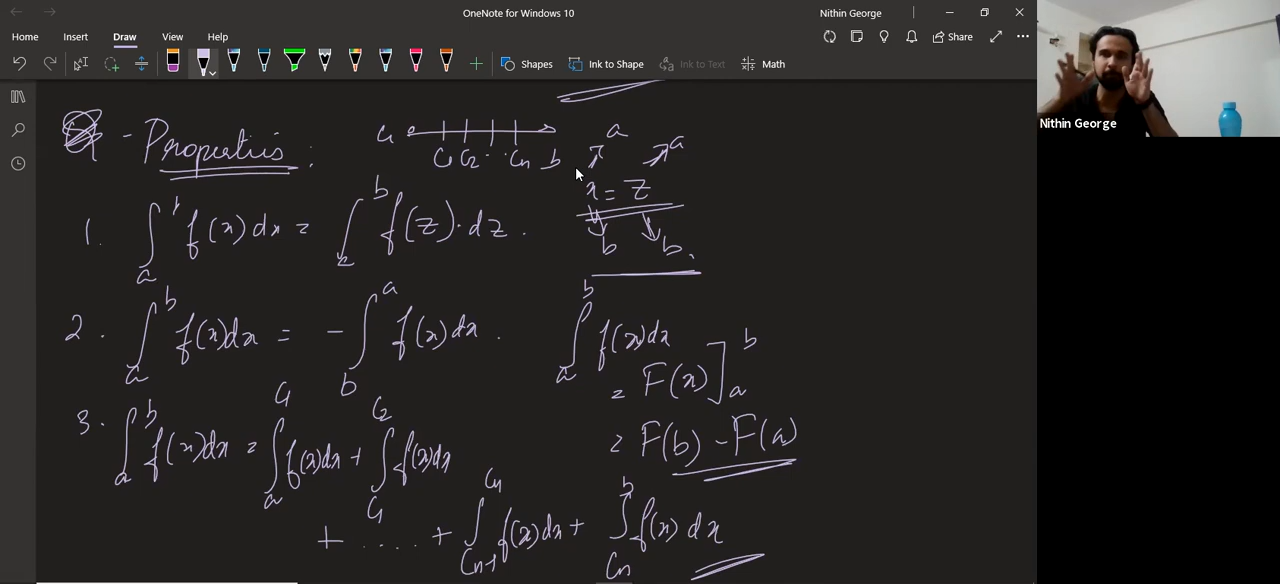 OneNote for Windows 10
Nithin George
Home Insert Draw View Help
Share
Shapes Ink to Shape Ink to Text Math
- Properties :
a C1 C2 . . Cn b
a a
x = z
b b.
1. ∫_a^b f(x) dx = ∫_a^b f(z) · dz .
2. ∫_a^b f(x)dx = - ∫_b^a f(x) dx .
∫_a^b f(x)dx
= F(x) ]_a^b
= F(b) - F(a)
3. ∫_a^b f(x)dx = ∫_a^C1 f(x)dx + ∫_C1^C2 f(x)dx
+ .... + ∫_Cn-1^Cn f(x)dx + ∫_Cn^b f(x) dx
Nithin George